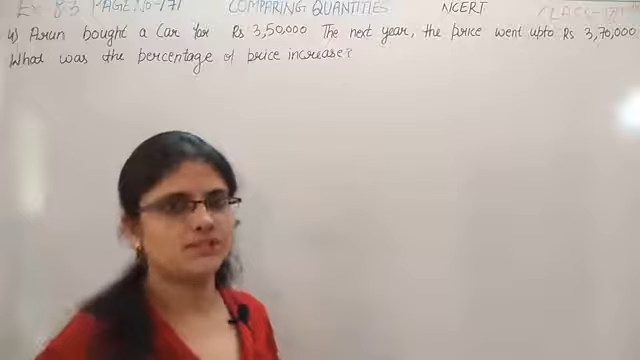 Ex 8.3 PAGE No-171 COMPARING QUANTITIES NCERT CLASS-
4) Arun bought a Car for Rs 3,50,000 The next year, the price went upto Rs 3,70,000
What was the percentage of price increase?